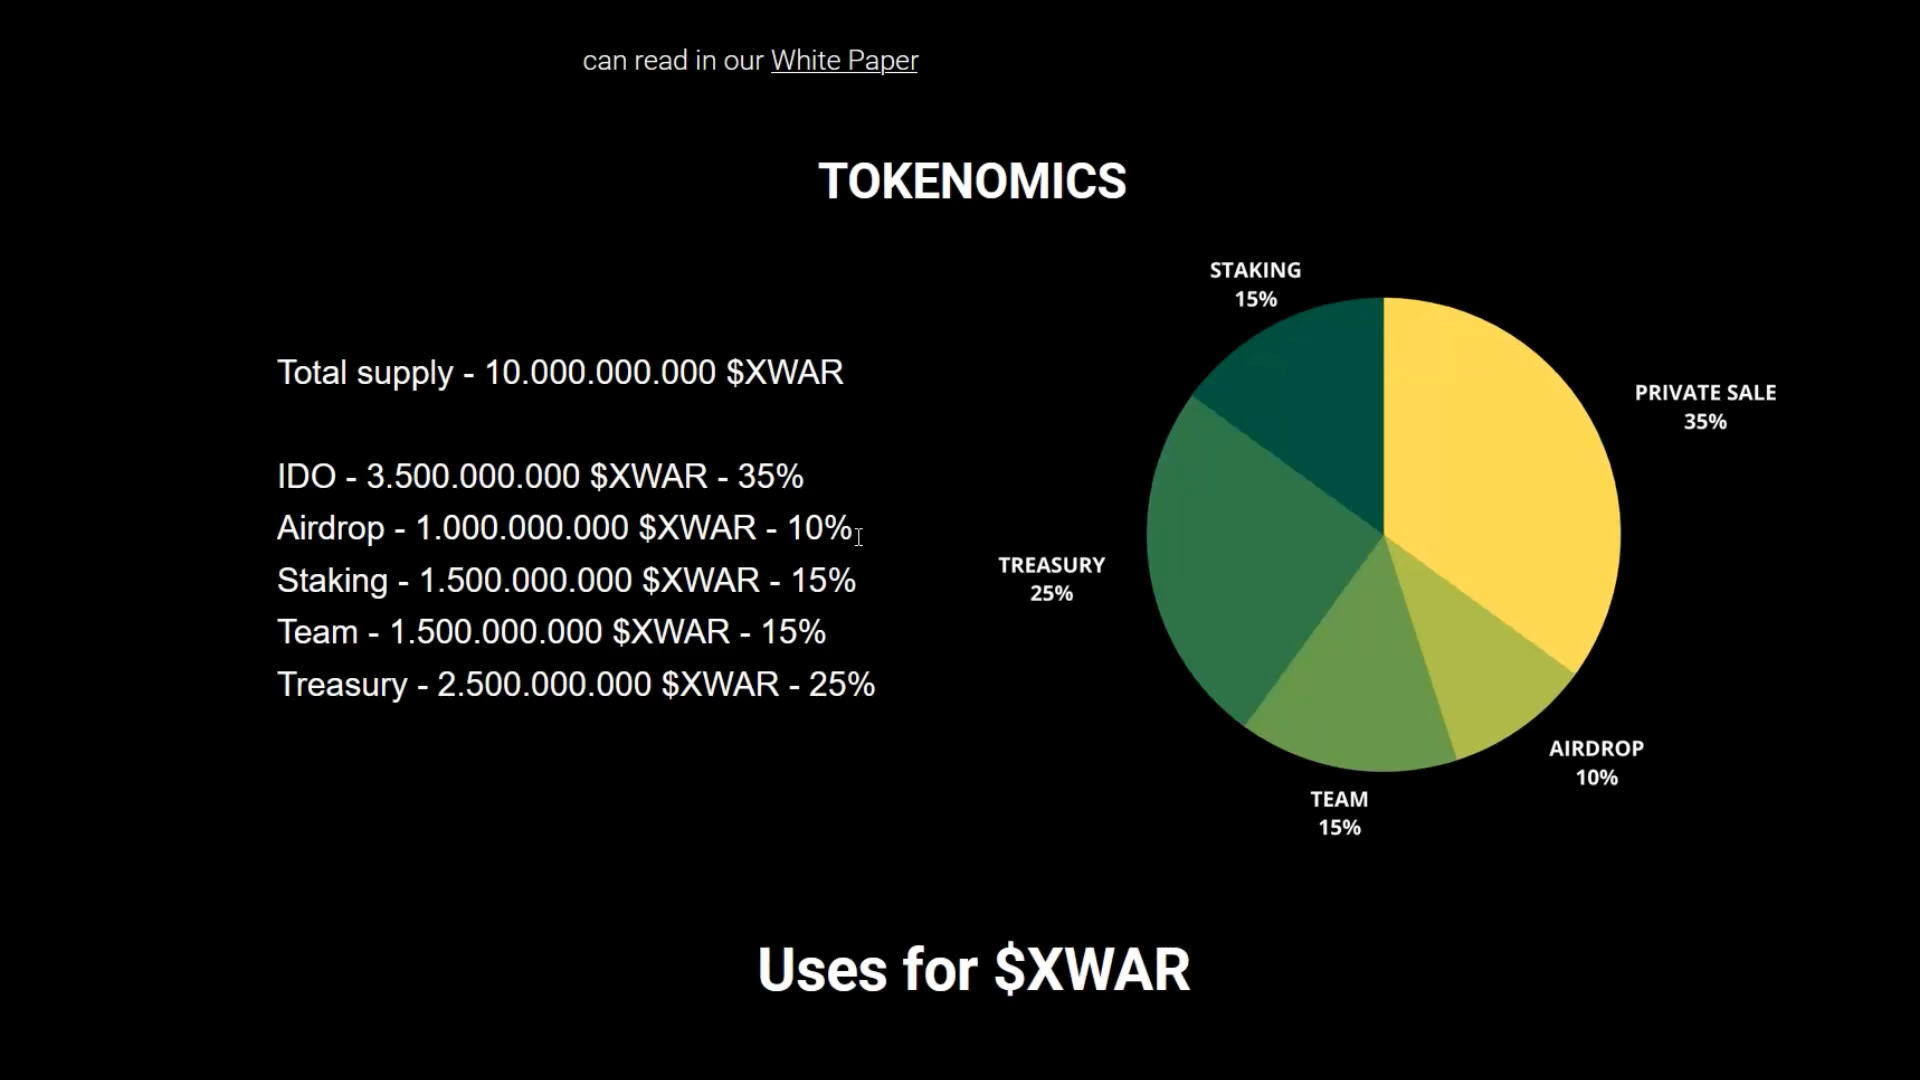 can read in our White Paper
TOKENOMICS
Total supply - 10.000.000.000 $XWAR
IDO - 3.500.000.000 $XWAR - 35%
Airdrop - 1.000.000.000 $XWAR - 10%
Staking - 1.500.000.000 $XWAR - 15%
Team - 1.500.000.000 $XWAR - 15%
Treasury - 2.500.000.000 $XWAR - 25%
STAKING
15%
PRIVATE SALE
35%
TREASURY
25%
AIRDROP
10%
TEAM
15%
Uses for $XWAR